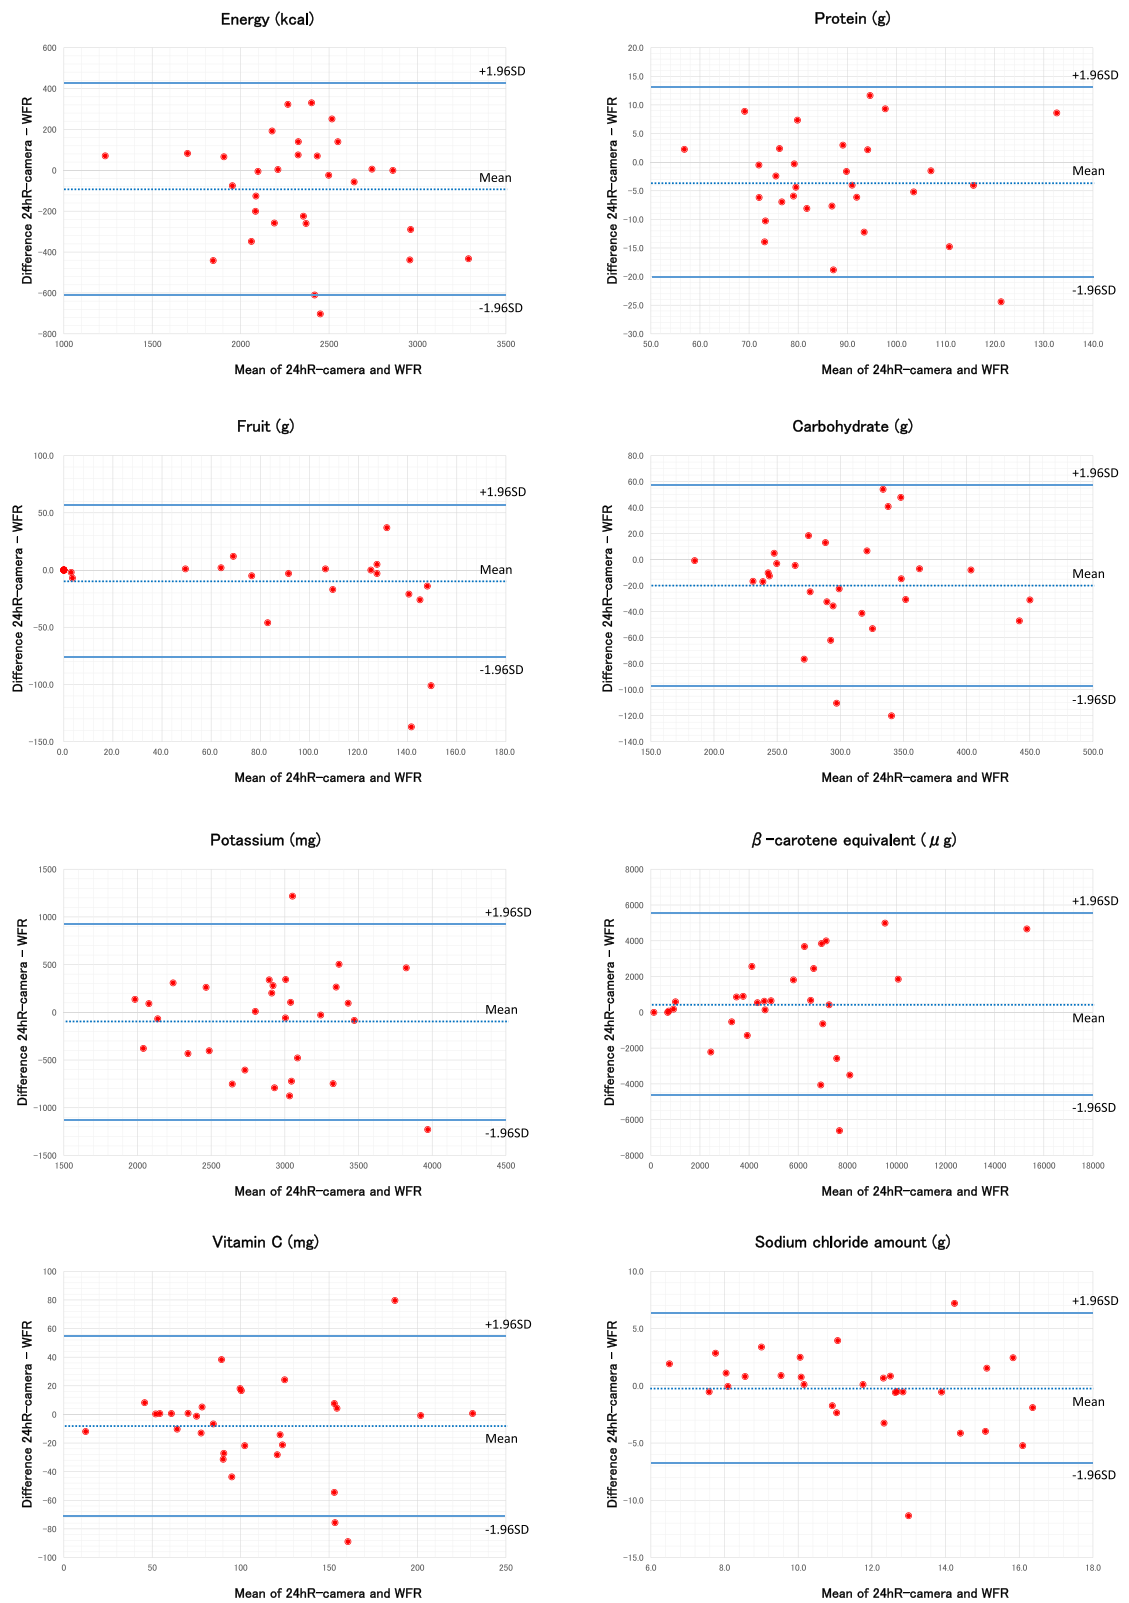 Energy (kcal)
Difference 24hR-camera - WFR
600
400
200
0
-200
-400
-600
-800
+1.96SD
Mean
-1.96SD
1000 1500 2000 2500 3000 3500
Mean of 24hR-camera and WFR
Protein (g)
Difference 24hR-camera - WFR
20.0
15.0
10.0
5.0
0.0
-5.0
-10.0
-15.0
-20.0
-25.0
-30.0
+1.96SD
Mean
-1.96SD
50.0 60.0 70.0 80.0 90.0 100.0 110.0 120.0 130.0 140.0
Mean of 24hR-camera and WFR
Fruit (g)
Difference 24hR-camera - WFR
100.0
50.0
0.0
-50.0
-100.0
-150.0
+1.96SD
Mean
-1.96SD
0.0 20.0 40.0 60.0 80.0 100.0 120.0 140.0 160.0 180.0
Mean of 24hR-camera and WFR
Carbohydrate (g)
Difference 24hR-camera - WFR
80.0
60.0
40.0
20.0
0.0
-20.0
-40.0
-60.0
-80.0
-100.0
-120.0
-140.0
+1.96SD
Mean
-1.96SD
150.0 200.0 250.0 300.0 350.0 400.0 450.0 500.0
Mean of 24hR-camera and WFR
Potassium (mg)
Difference 24hR-camera - WFR
1500
1000
500
0
-500
-1000
-1500
+1.96SD
Mean
-1.96SD
1500 2000 2500 3000 3500 4000 4500
Mean of 24hR-camera and WFR
β-carotene equivalent (μg)
Difference 24hR-camera - WFR
8000
6000
4000
2000
0
-2000
-4000
-6000
-8000
+1.96SD
Mean
-1.96SD
0 2000 4000 6000 8000 10000 12000 14000 16000 18000
Mean of 24hR-camera and WFR
Vitamin C (mg)
Difference 24hR-camera - WFR
100
80
60
40
20
0
-20
-40
-60
-80
-100
+1.96SD
Mean
-1.96SD
0 50 100 150 200 250
Mean of 24hR-camera and WFR
Sodium chloride amount (g)
Difference 24hR-camera - WFR
10.0
5.0
0.0
-5.0
-10.0
-15.0
+1.96SD
Mean
-1.96SD
6.0 8.0 10.0 12.0 14.0 16.0 18.0
Mean of 24hR-camera and WFR